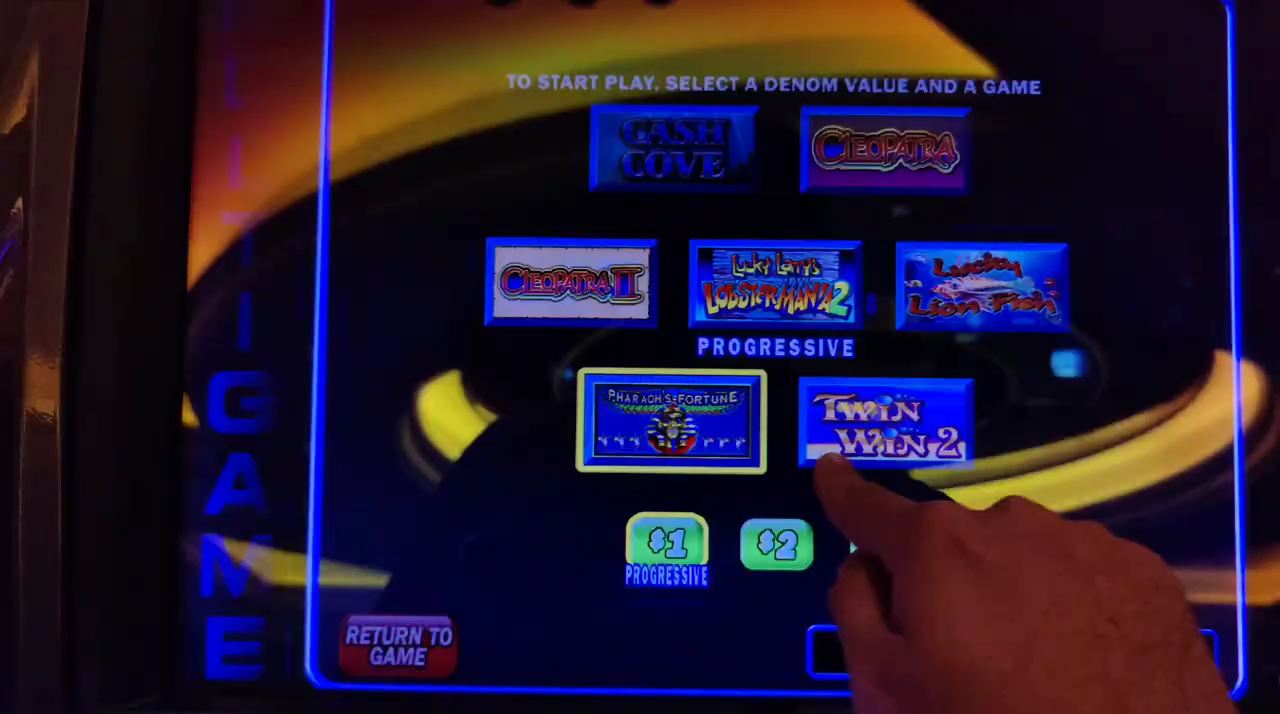 TO START PLAY, SELECT A DENOM VALUE AND A GAME
CASH
COVE
CLEOPATRA
CLEOPATRA II
LUCKY LARRY'S
LOBSTERMANIA 2
Lucky
Lion Fish
PROGRESSIVE
PHARAOH'S FORTUNE
TWIN
WIN 2
$1
$2
PROGRESSIVE
RETURN TO
GAME
GAME